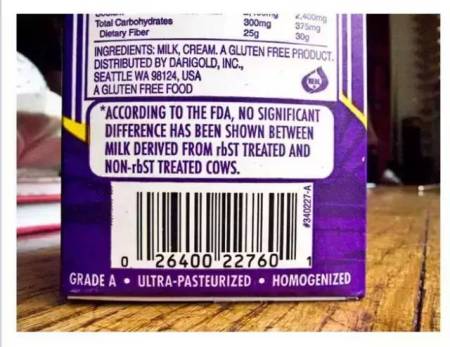 Total Carbohydrates 300mg 375mg
Dietary Fiber 25g 30g
INGREDIENTS: MILK, CREAM. A GLUTEN FREE PRODUCT.
DISTRIBUTED BY DARIGOLD, INC.,
SEATTLE WA 98124, USA
A GLUTEN FREE FOOD
*ACCORDING TO THE FDA, NO SIGNIFICANT
DIFFERENCE HAS BEEN SHOWN BETWEEN
MILK DERIVED FROM rbST TREATED AND
NON-rbST TREATED COWS.
#340227-A
0 26400 22760 1
GRADE A • ULTRA-PASTEURIZED • HOMOGENIZED